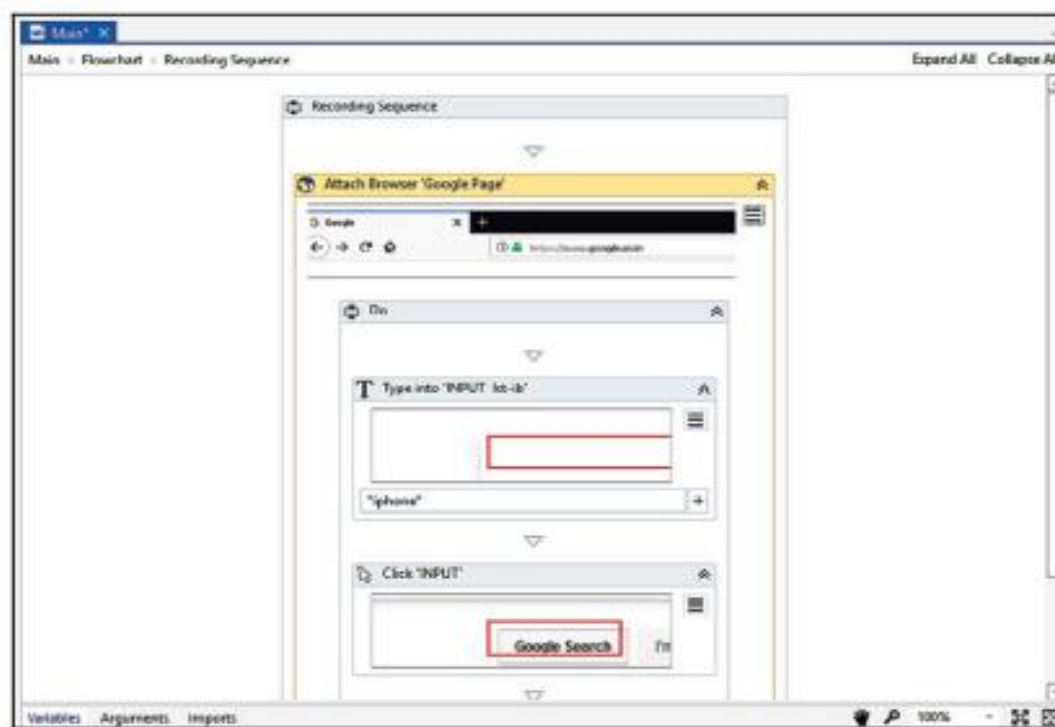 Main*
Main Flowchart Recording Sequence
Expand All Collapse Al
Recording Sequence
Attach Browser 'Google Page'
Google
Do
Type into 'INPUT lst-ib'
"iphone"
Click 'INPUT'
Google Search I'm
Variables Arguments Imports 100%